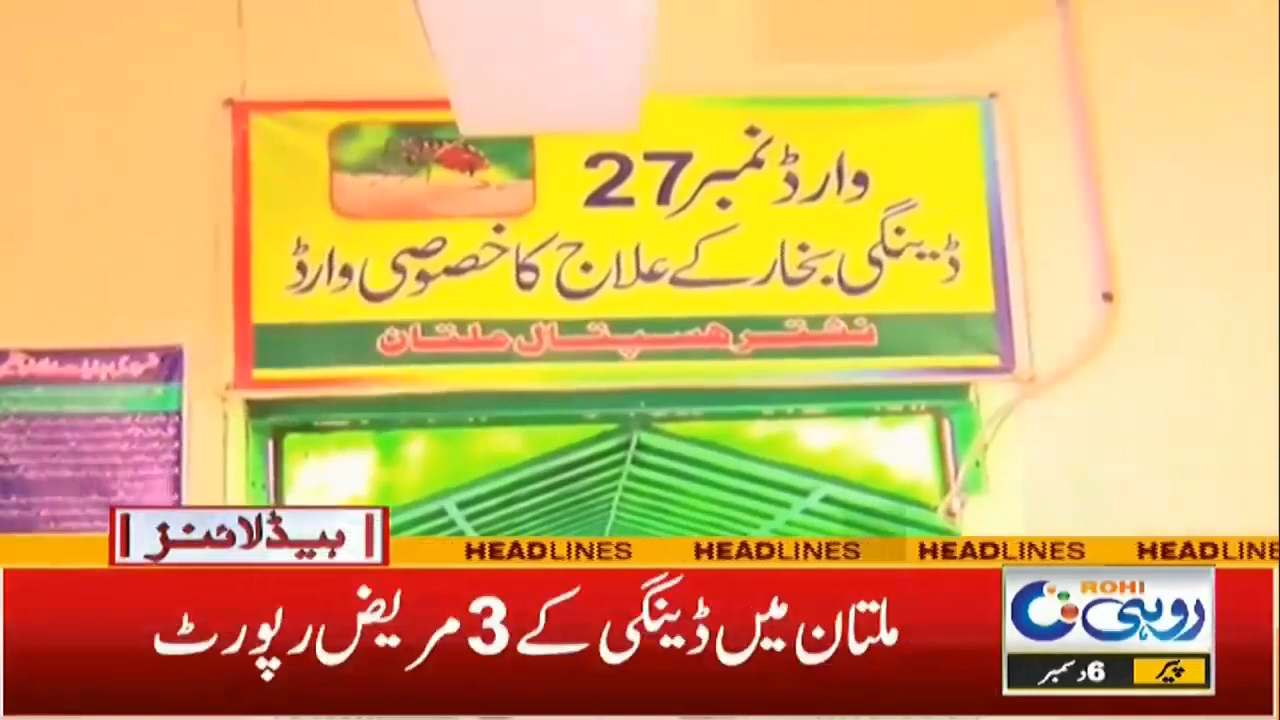 وارڈ نمبر 27
ڈینگی بخار کے علاج کا خصوصی وارڈ
نشتر ھسپتال ملتان
ہیڈلائنز
HEADLINES HEADLINES HEADLINES HEADLINE
ملتان میں ڈینگی کے 3 مریض رپورٹ
ROHI
روہی
پیر 6 دسمبر